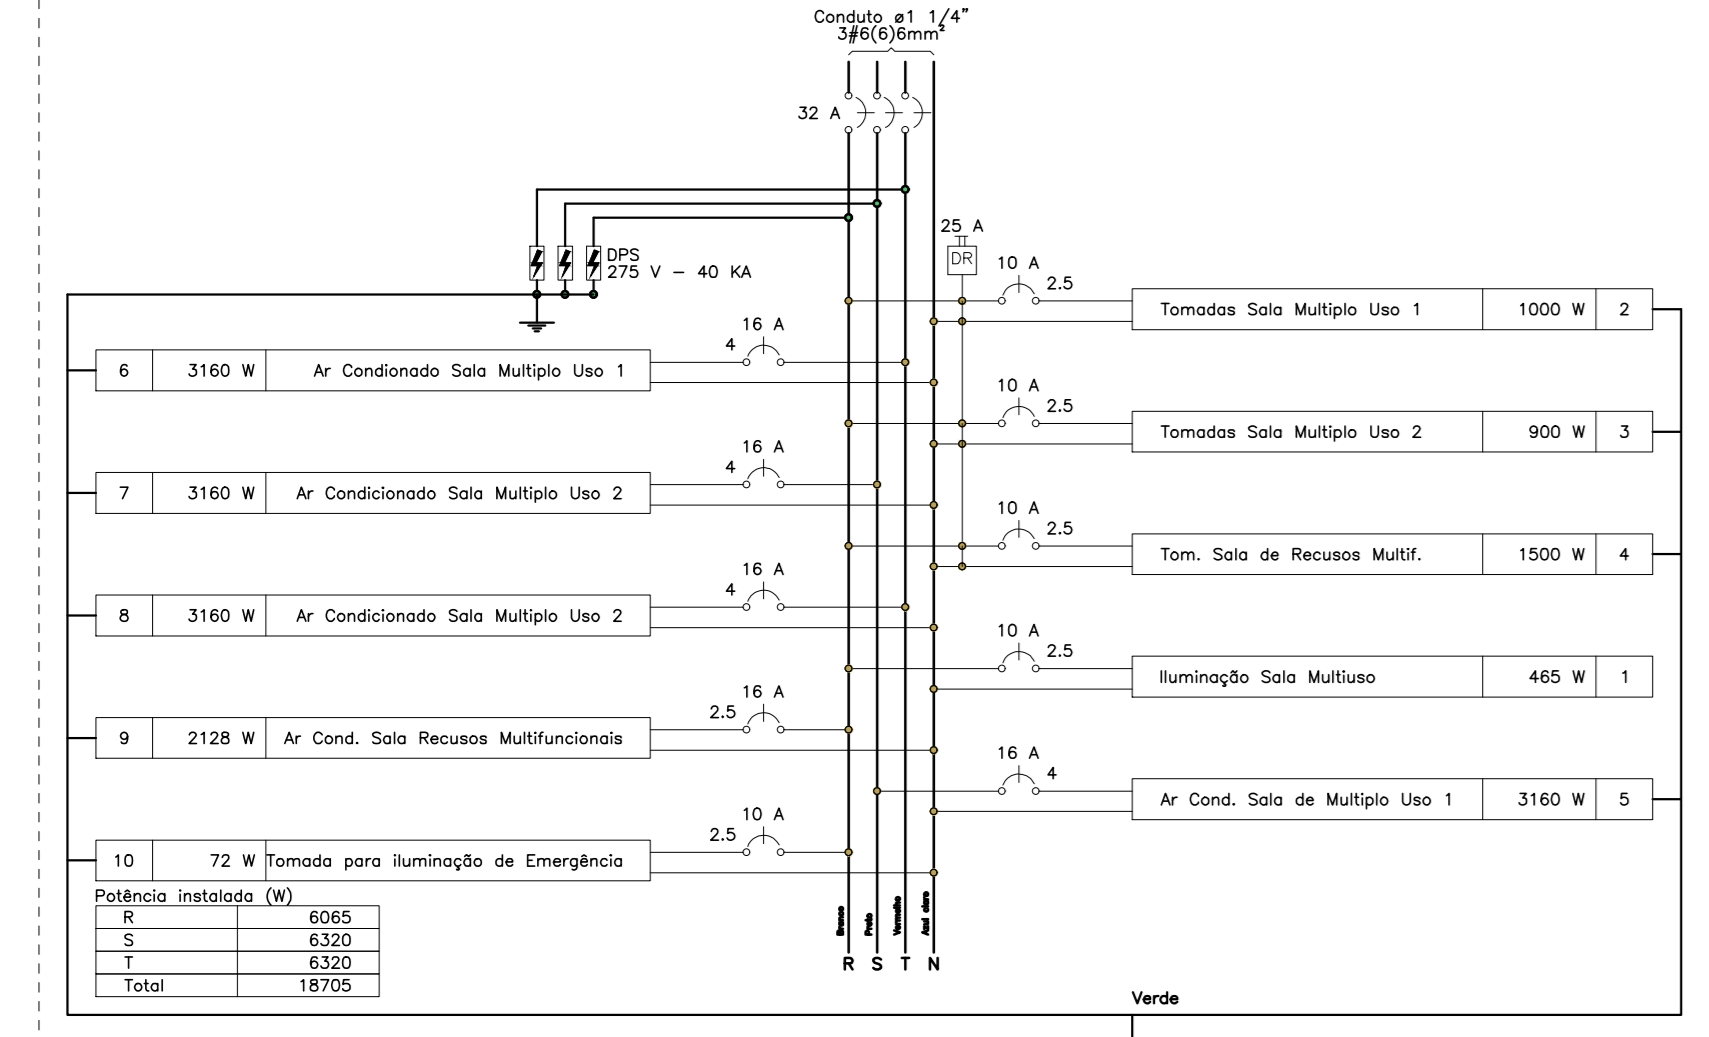 Conduto ø1 1/4"
3#6(6)6mm²
32 A
DPS
275 V - 40 KA
25 A
DR
10 A
2.5
Tomadas Sala Multiplo Uso 1 1000 W 2
16 A
4
6 3160 W Ar Condionado Sala Multiplo Uso 1
10 A
2.5
Tomadas Sala Multiplo Uso 2 900 W 3
16 A
4
7 3160 W Ar Condicionado Sala Multiplo Uso 2
10 A
2.5
Tom. Sala de Recusos Multif. 1500 W 4
16 A
4
8 3160 W Ar Condicionado Sala Multiplo Uso 2
10 A
2.5
Iluminação Sala Multiuso 465 W 1
16 A
2.5
9 2128 W Ar Cond. Sala Recusos Multifuncionais
16 A
4
Ar Cond. Sala de Multiplo Uso 1 3160 W 5
10 A
2.5
10 72 W Tomada para iluminação de Emergência
Potência instalada (W)
R 6065
S 6320
T 6320
Total 18705
Branco
Preto
Vermelho
Azul claro
R S T N
Verde